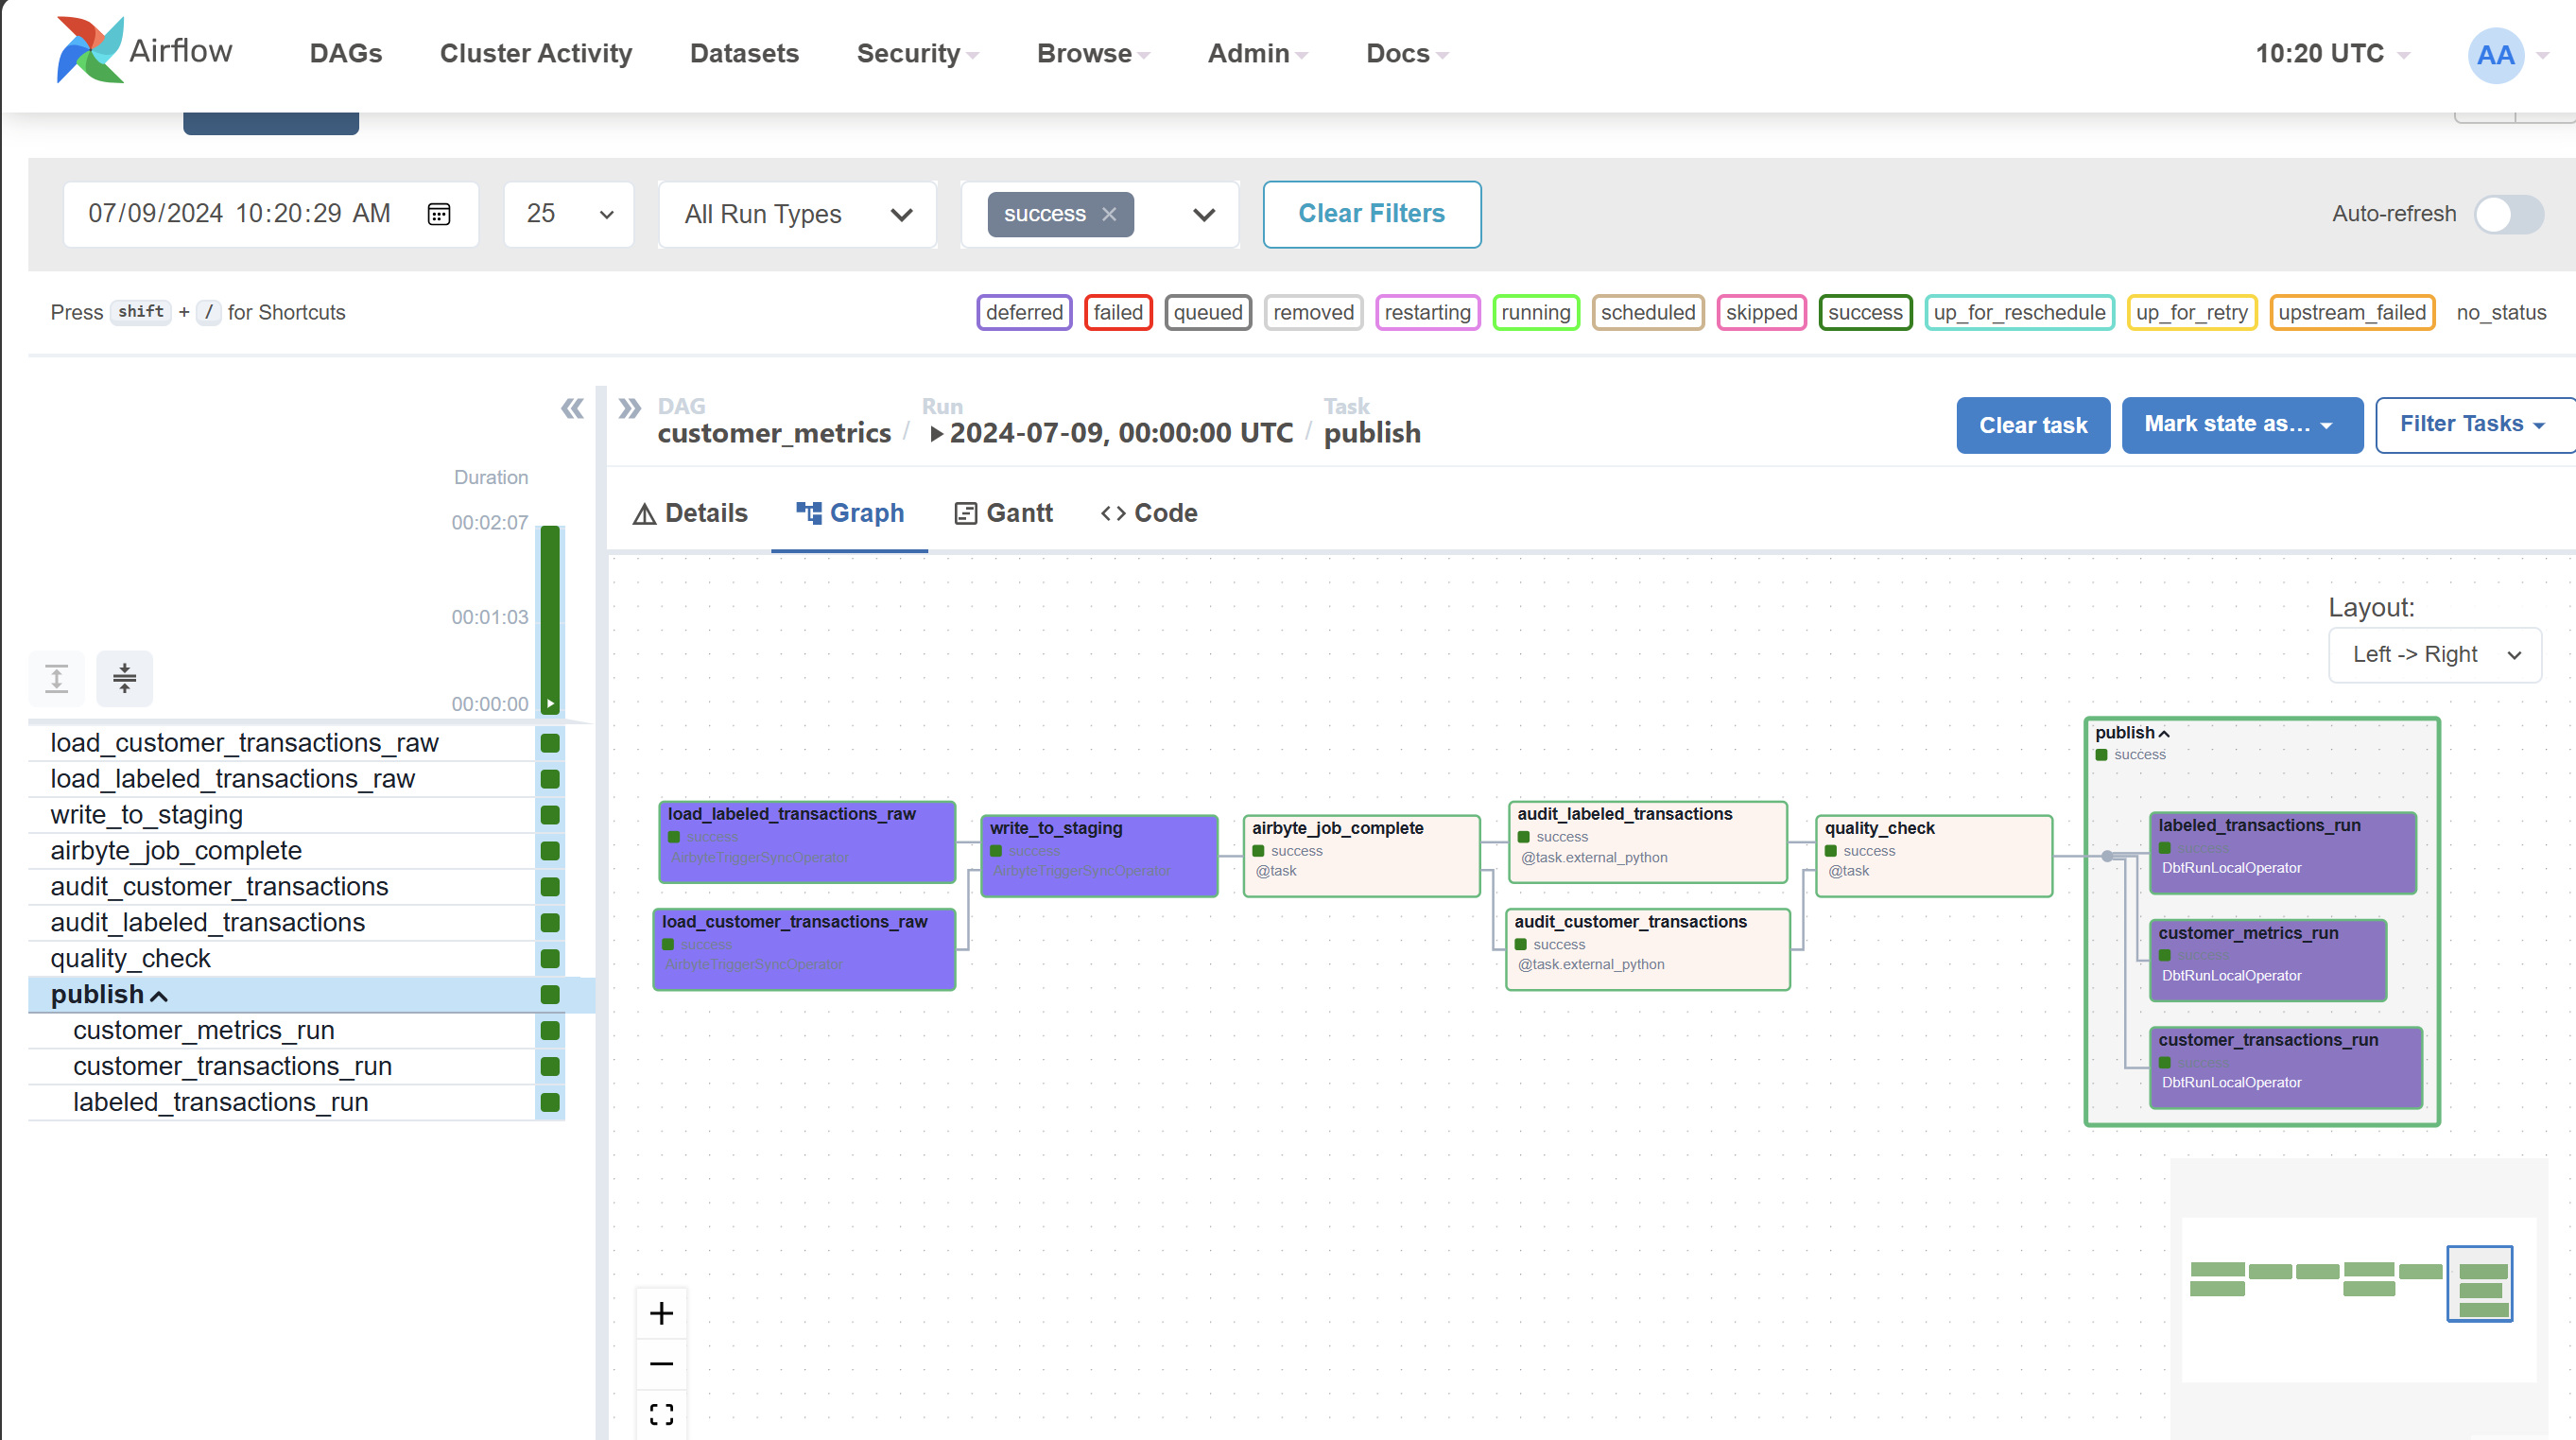 Airflow DAGs Cluster Activity Datasets Security Browse Admin Docs 10:20 UTC AA
07/09/2024 10:20:29 AM 25 All Run Types success Clear Filters Auto-refresh
Press shift + / for Shortcuts deferred failed queued removed restarting running scheduled skipped success up_for_reschedule up_for_retry upstream_failed no_status
DAG Run Task
customer_metrics / 2024-07-09, 00:00:00 UTC / publish
Clear task Mark state as... Filter Tasks
Details Graph Gantt Code
Duration
00:02:07
00:01:03
00:00:00
load_customer_transactions_raw
load_labeled_transactions_raw
write_to_staging
airbyte_job_complete
audit_customer_transactions
audit_labeled_transactions
quality_check
publish
customer_metrics_run
customer_transactions_run
labeled_transactions_run
Layout:
Left -> Right
load_labeled_transactions_raw
success
AirbyteTriggerSyncOperator
load_customer_transactions_raw
success
AirbyteTriggerSyncOperator
write_to_staging
success
AirbyteTriggerSyncOperator
airbyte_job_complete
success
@task
audit_labeled_transactions
success
@task.external_python
audit_customer_transactions
success
@task.external_python
quality_check
success
@task
publish
success
labeled_transactions_run
success
DbtRunLocalOperator
customer_metrics_run
success
DbtRunLocalOperator
customer_transactions_run
success
DbtRunLocalOperator